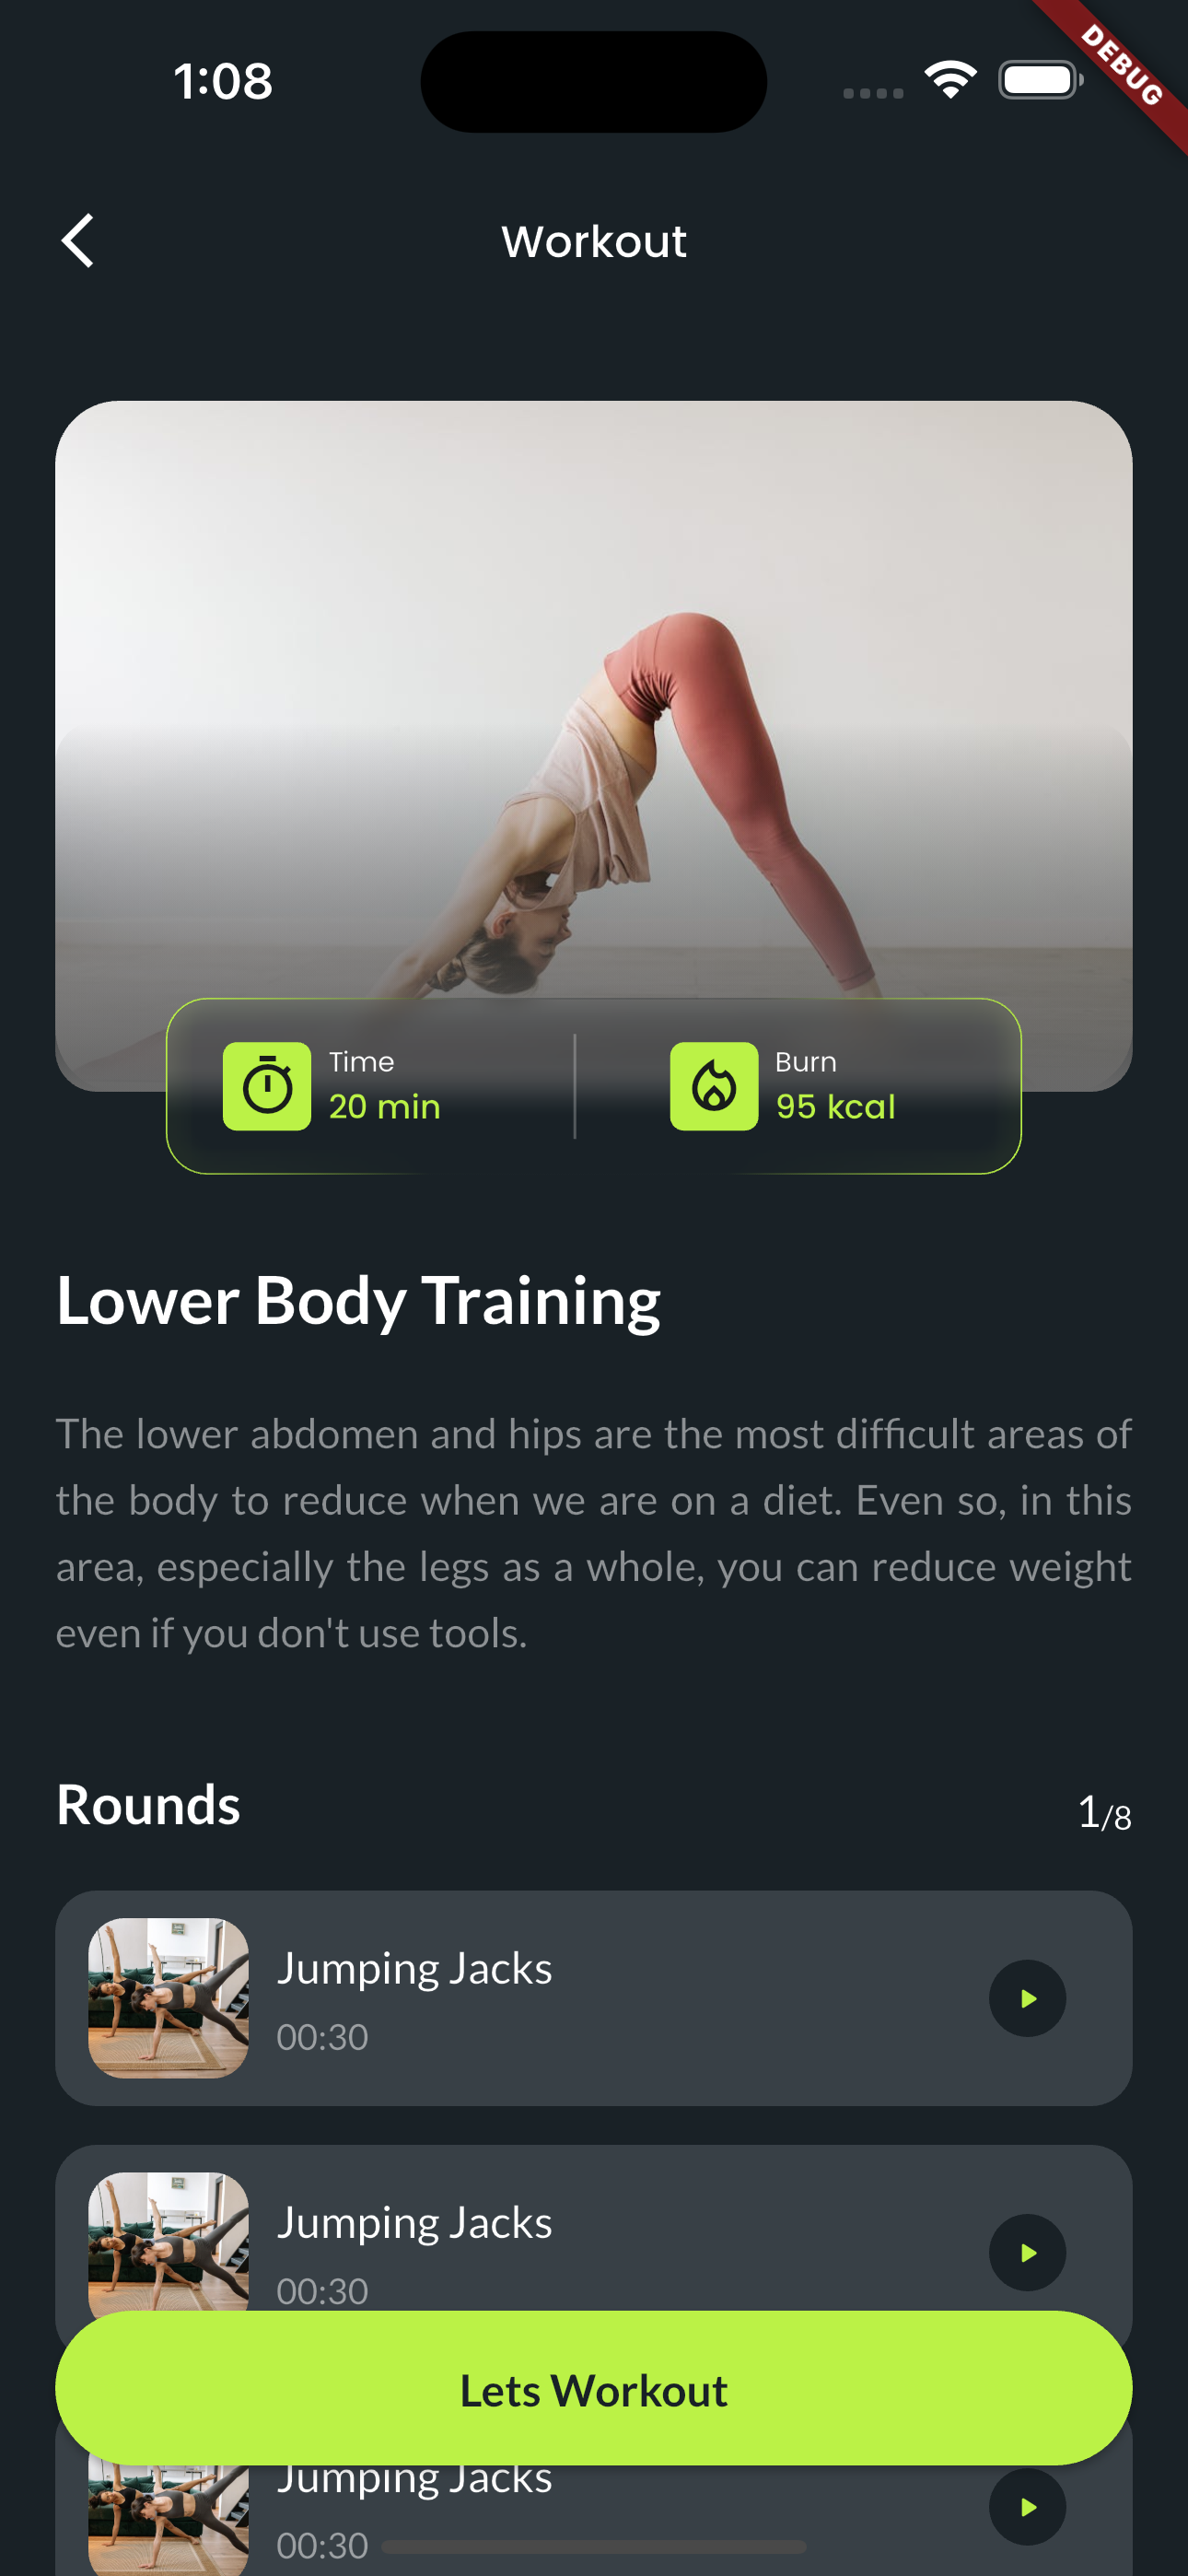 1:08
DEBUG
Workout
Time
20 min
Burn
95 kcal
Lower Body Training
The lower abdomen and hips are the most difficult areas of
the body to reduce when we are on a diet. Even so, in this
area, especially the legs as a whole, you can reduce weight
even if you don't use tools.
Rounds
1/8
Jumping Jacks
00:30
Jumping Jacks
00:30
Lets Workout
Jumping Jacks
00:30